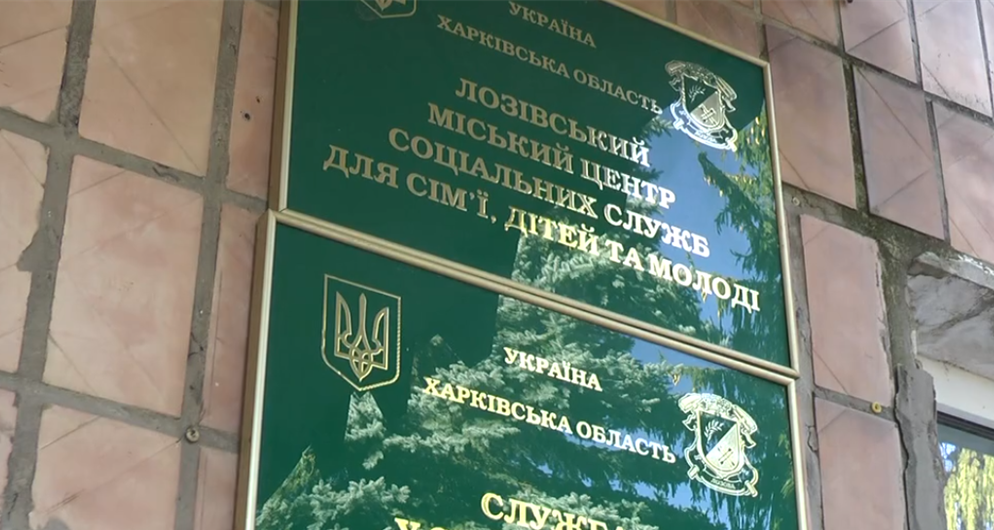 УКРАЇНА
ХАРКІВСЬКА ОБЛАСТЬ
ЛОЗІВСЬКИЙ
МІСЬКИЙ ЦЕНТР
СОЦІАЛЬНИХ СЛУЖБ
ДЛЯ СІМ'Ї, ДІТЕЙ ТА МОЛОДІ
УКРАЇНА
ХАРКІВСЬКА ОБЛАСТЬ
СЛУЖБА